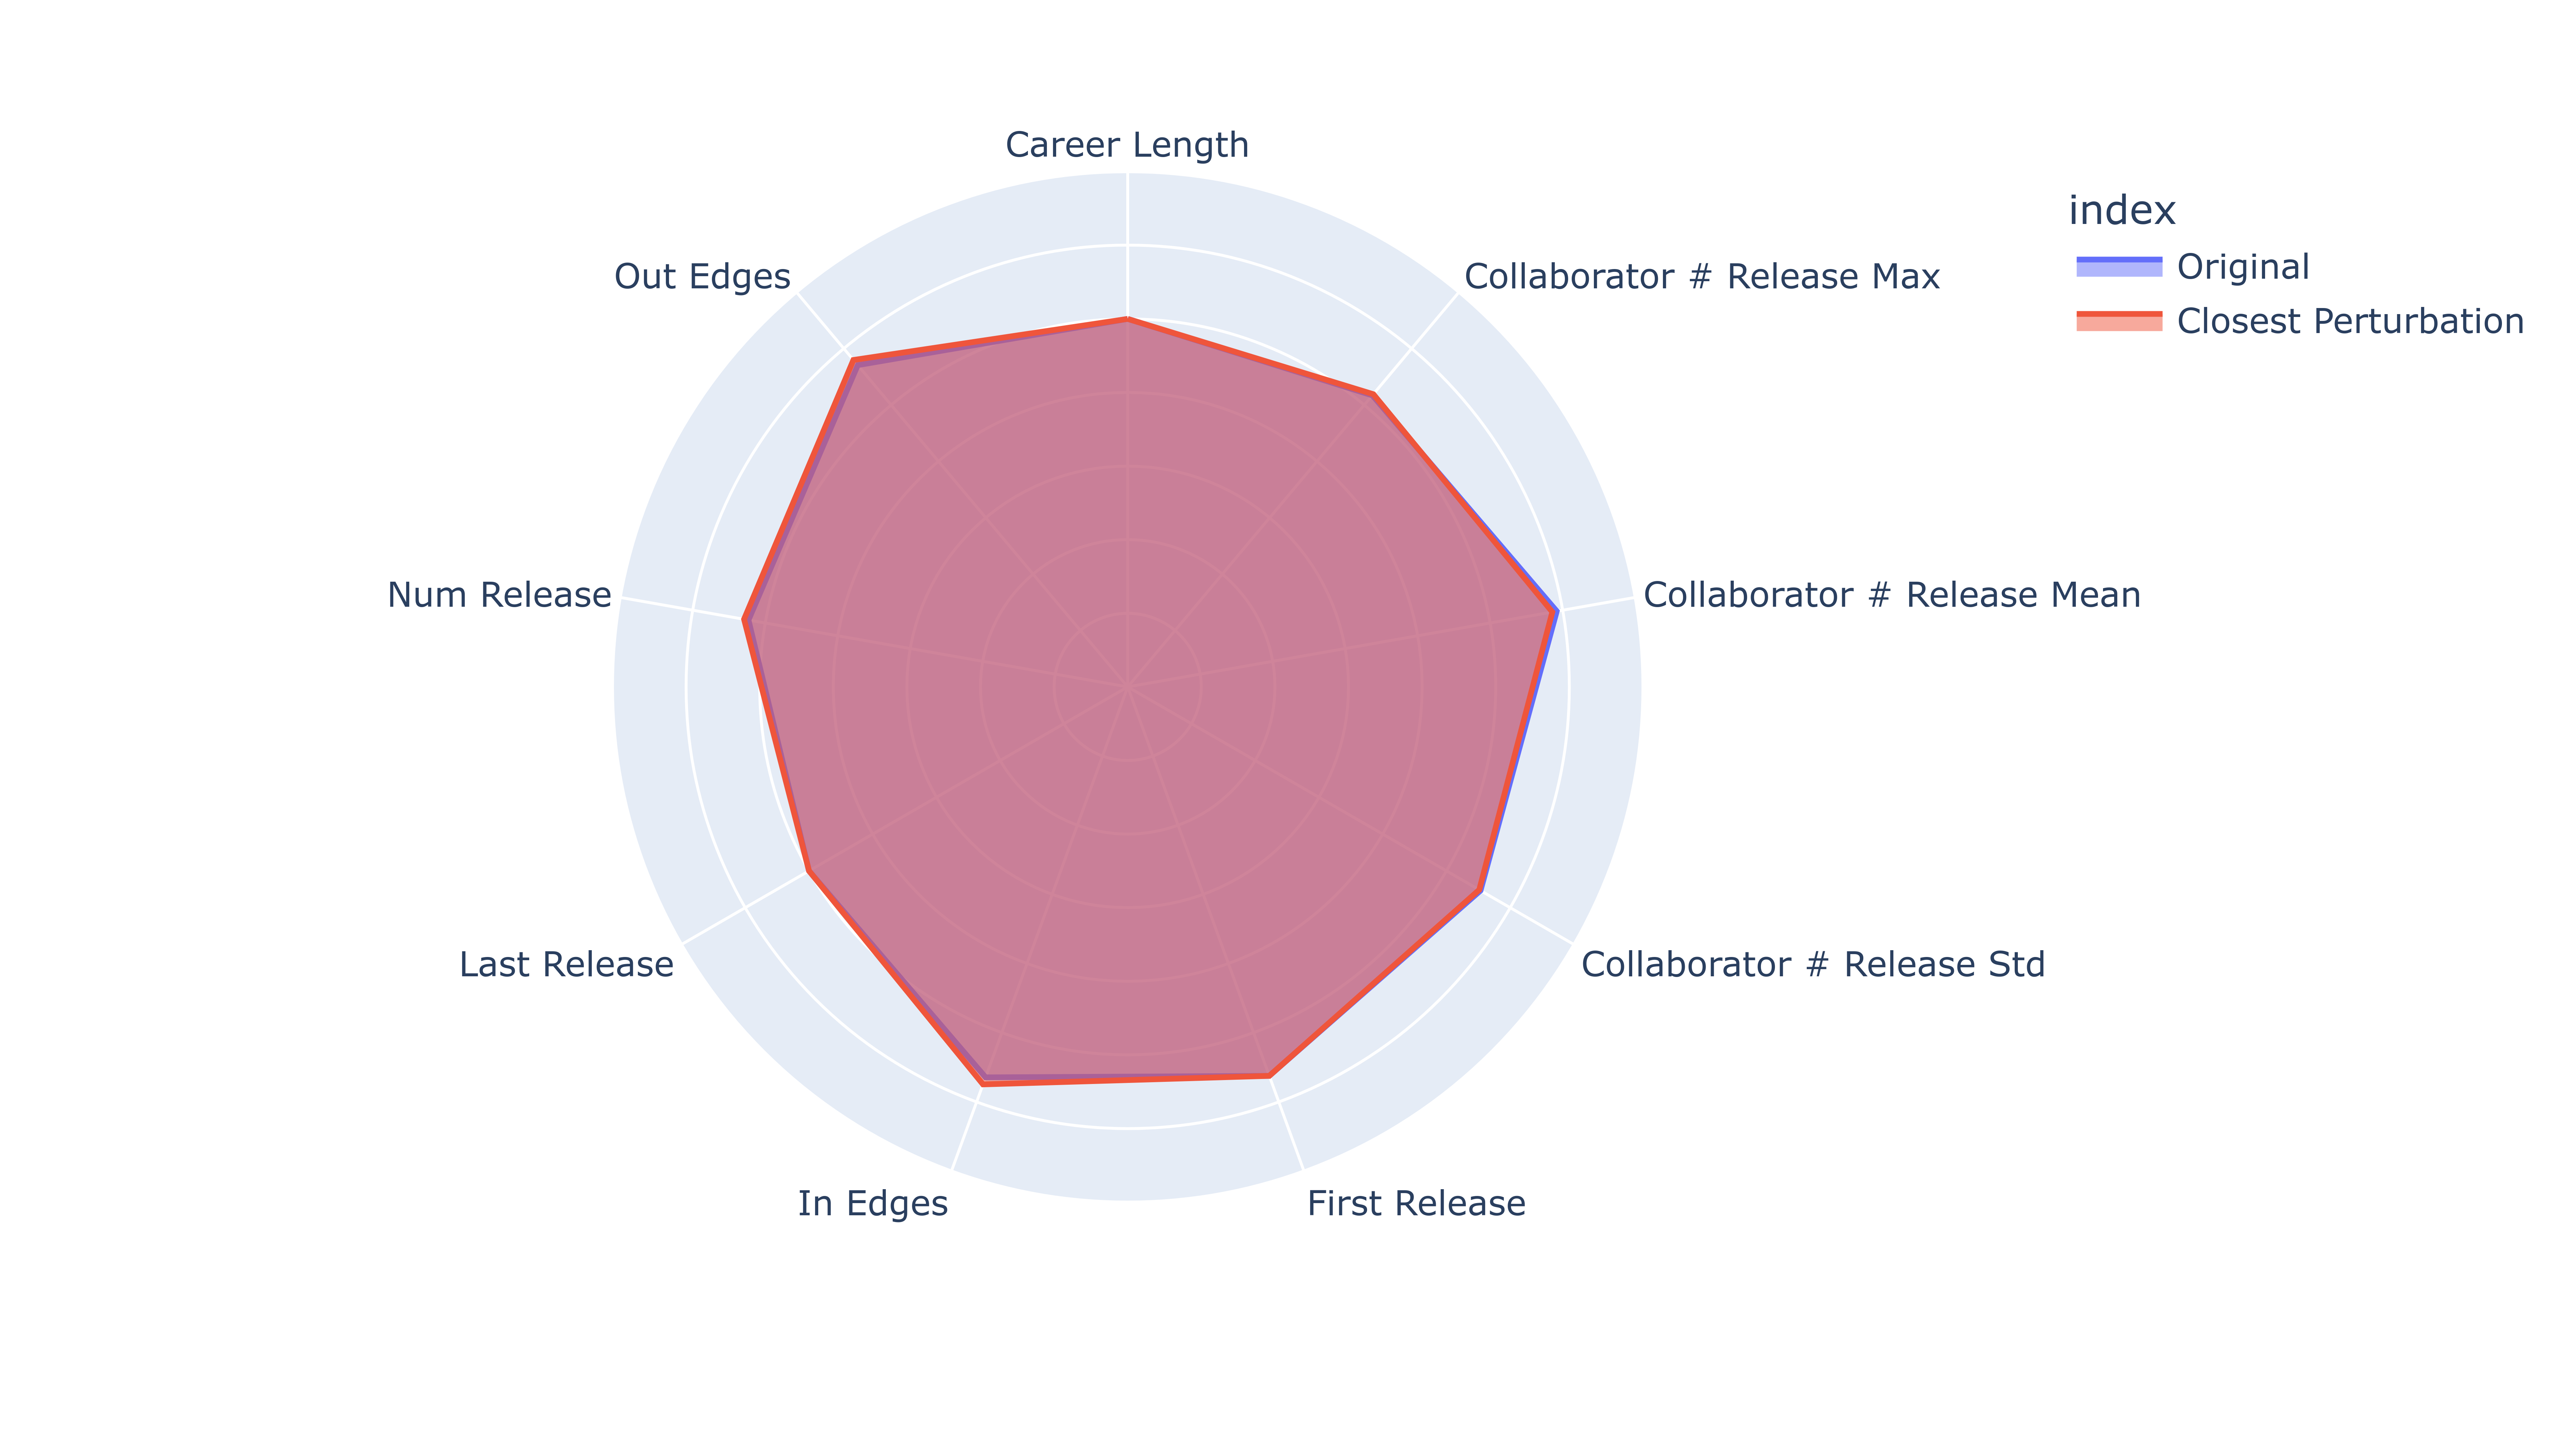 Career Length
Out Edges
Collaborator # Release Max
Num Release
Collaborator # Release Mean
Last Release
Collaborator # Release Std
In Edges
First Release
index
Original
Closest Perturbation